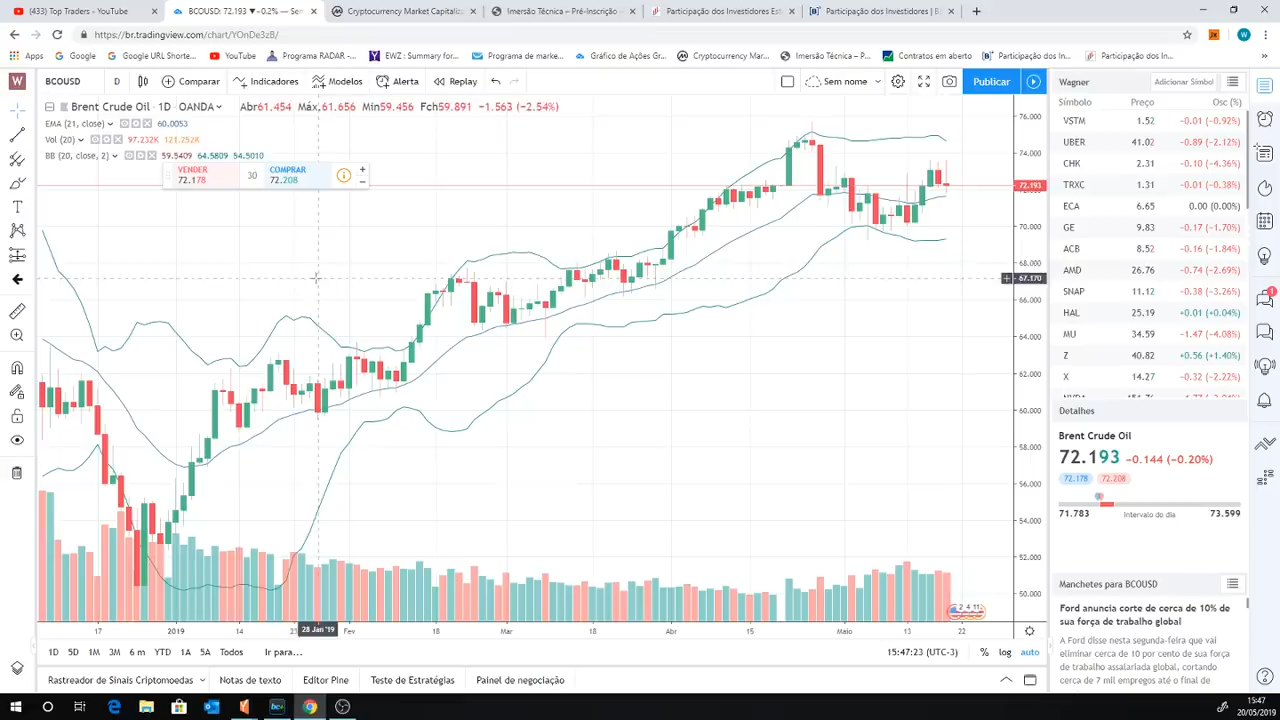 (433) Top Traders - YouTube
BCOUSD: 72.193 ▼−0.2% — Sem
Cryptocurrency Market Capitaliz
Imersão Técnica – Pré-Inscrição –
Participação dos Investidores Est
Participação dos Investidores | B
https://br.tradingview.com/chart/YOnDe3zB/
Apps
Google
Google URL Shorte...
YouTube
Programa RADAR -...
EWZ : Summary for...
Programa de marke...
Gráfico de Ações Gr...
Cryptocurrency Mar...
Imersão Técnica – P...
Contratos em aberto
Participação dos In...
Participação dos In...
W
BCOUSD
D
Comparar
Indicadores
Modelos
Alerta
Replay
Sem nome
Publicar
Wagner
Adicionar Símbol
Brent Crude Oil · 1D · OANDA
Abr61.454 Máx.61.656 Mín59.456 Fch59.891 −1.563 (−2.54%)
EMA (21, close) 60.0053
Vol (20) 97.232K 121.252K
BB (20, close, 2) 59.5409 64.5809 54.5010
VENDER
72.178
30
COMPRAR
72.208
76.000
74.000
72.193
70.000
68.000
67.170
66.000
64.000
62.000
60.000
58.000
56.000
54.000
52.000
50.000
17
2019
14
28 Jan '19
Fev
18
Mar
18
Abr
15
Maio
13
22
Símbolo Preço Osc (%)
VSTM 1.52 −0.01 (−0.92%)
UBER 41.02 −0.89 (−2.12%)
CHK 2.31 −0.10 (−4.36%)
TRXC 1.31 −0.01 (−0.38%)
ECA 6.65 0.00 (0.00%)
GE 9.83 −0.17 (−1.70%)
ACB 8.52 −0.16 (−1.84%)
AMD 26.76 −0.74 (−2.69%)
SNAP 11.12 −0.38 (−3.26%)
HAL 25.19 +0.01 (+0.04%)
MU 34.59 −1.47 (−4.08%)
Z 40.82 +0.56 (+1.40%)
X 14.27 −0.32 (−2.22%)
Detalhes
Brent Crude Oil
72.193 −0.144 (−0.20%)
72.178 72.208
71.783 Intervalo do dia 73.599
Manchetes para BCOUSD
Ford anuncia corte de cerca de 10% de
sua força de trabalho global
A Ford disse nesta segunda-feira que vai
eliminar cerca de 10 por cento de sua força
de trabalho assalariada global, cortando
cerca de 7 mil empregos até o final de
1D 5D 1M 3M 6 m YTD 1A 5A Todos
Ir para...
15:47:23 (UTC-3)
% log auto
Rastreador de Sinais Criptomoedas
Notas de texto
Editor Pine
Teste de Estratégias
Painel de negociação
15:47
20/05/2019